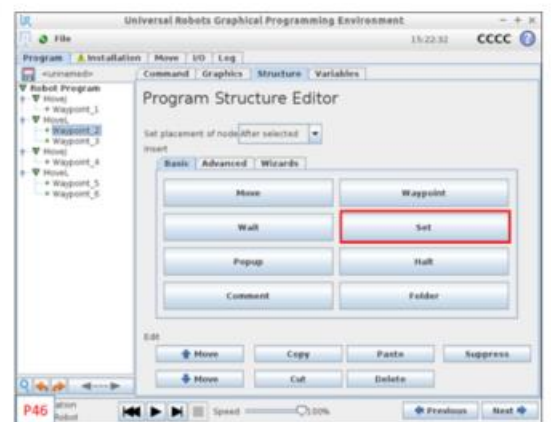 Universal Robots Graphical Programming Environment
File 15:22:32 CCCC ?
Program Installation Move I/O Log
<unnamed> Command Graphics Structure Variables
Robot Program
MoveJ
Waypoint_1
MoveL
Waypoint_2
Waypoint_3
MoveJ
Waypoint_4
MoveL
Waypoint_5
Waypoint_6
Program Structure Editor
Set placement of node After selected
Insert
Basic Advanced Wizards
Move Waypoint
Wait Set
Popup Halt
Comment Folder
Edit
Move Copy Paste Suppress
Move Cut Delete
P46 Robot
Speed 100% Previous Next